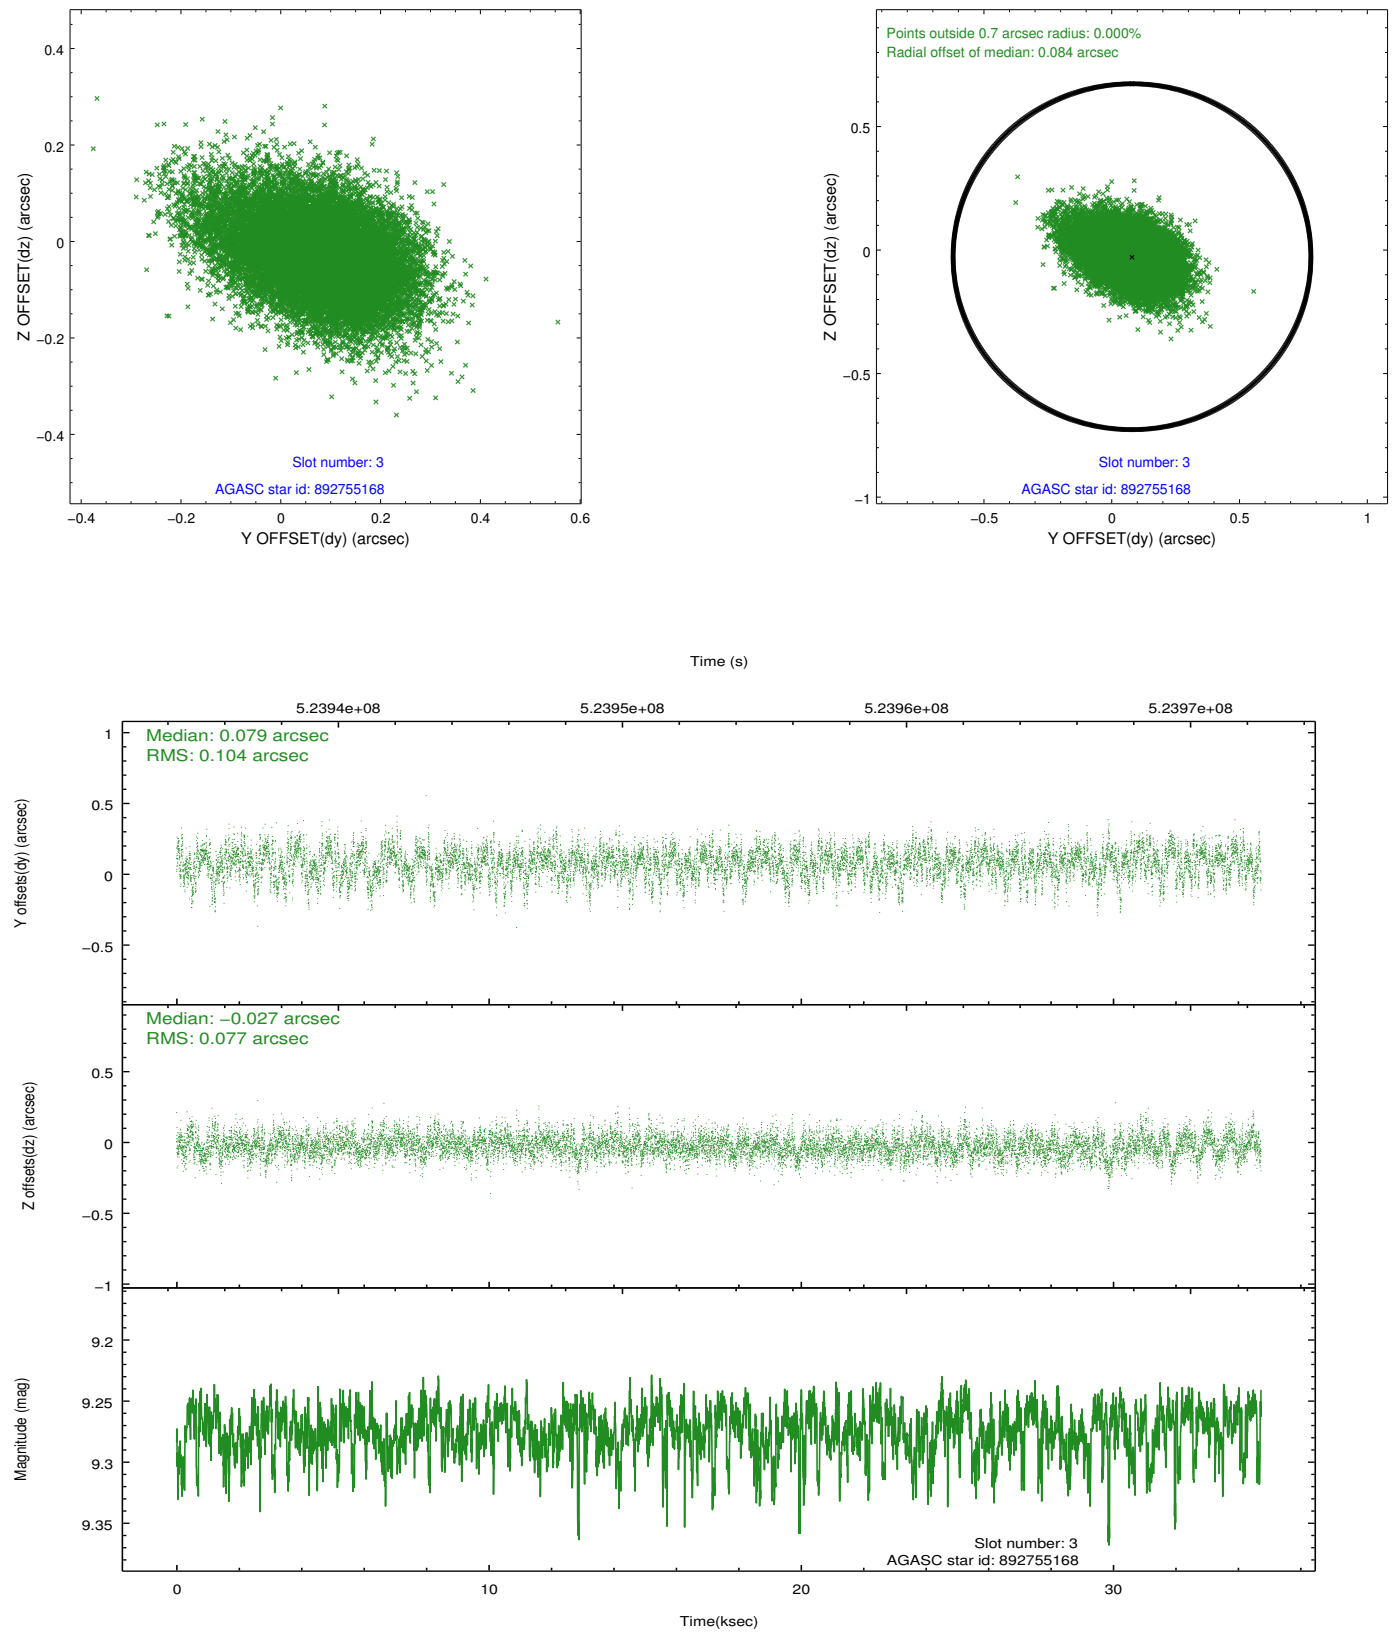 0.4
0.2
0
−0.2
−0.4
Z OFFSET(dz) (arcsec)
Slot number: 3
AGASC star id: 892755168
−0.4
−0.2
0
0.2
0.4
0.6
Y OFFSET(dy) (arcsec)
Points outside 0.7 arcsec radius: 0.000%
Radial offset of median: 0.084 arcsec
0.5
0
−0.5
−1
Z OFFSET(dz) (arcsec)
Slot number: 3
AGASC star id: 892755168
−0.5
0
0.5
1
Y OFFSET(dy) (arcsec)
Time (s)
5.2394e+08
5.2395e+08
5.2396e+08
5.2397e+08
Median: 0.079 arcsec
RMS: 0.104 arcsec
1
0.5
0
−0.5
Y offsets(dy) (arcsec)
Median: −0.027 arcsec
RMS: 0.077 arcsec
0.5
0
−0.5
−1
Z offsets(dz) (arcsec)
9.2
9.25
9.3
9.35
Magnitude (mag)
Slot number: 3
AGASC star id: 892755168
0
10
20
30
Time(ksec)